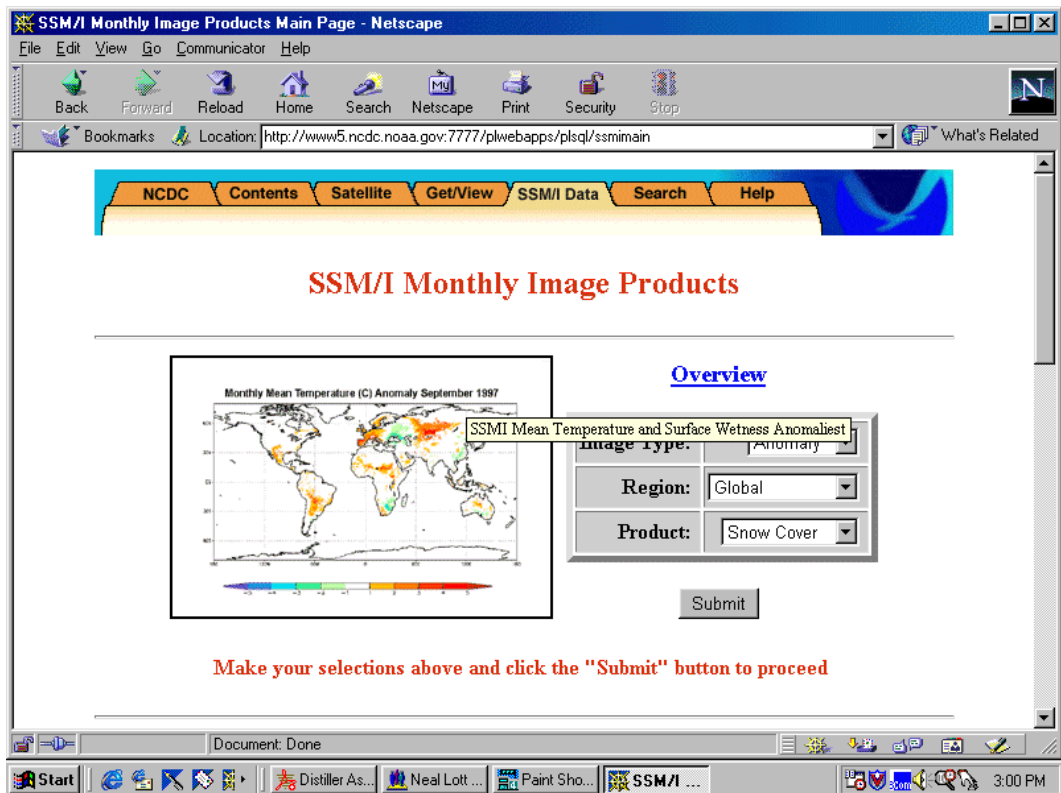 SSM/I Monthly Image Products Main Page - Netscape
File Edit View Go Communicator Help
Back Forward Reload Home Search Netscape Print Security Stop
My
N
Bookmarks Location: http://www5.ncdc.noaa.gov:7777/plwebapps/plsql/ssmimain What's Related
NCDC Contents Satellite Get/View SSM/I Data Search Help
SSM/I Monthly Image Products
Overview
Monthly Mean Temperature (C) Anomaly September 1997
SSMI Mean Temperature and Surface Wetness Anomaliest
Image Type: Anomaly
Region: Global
Product: Snow Cover
Submit
Make your selections above and click the "Submit" button to proceed
Document: Done
Start Distiller As... Neal Lott ... Paint Sho... SSM/I ... 3:00 PM